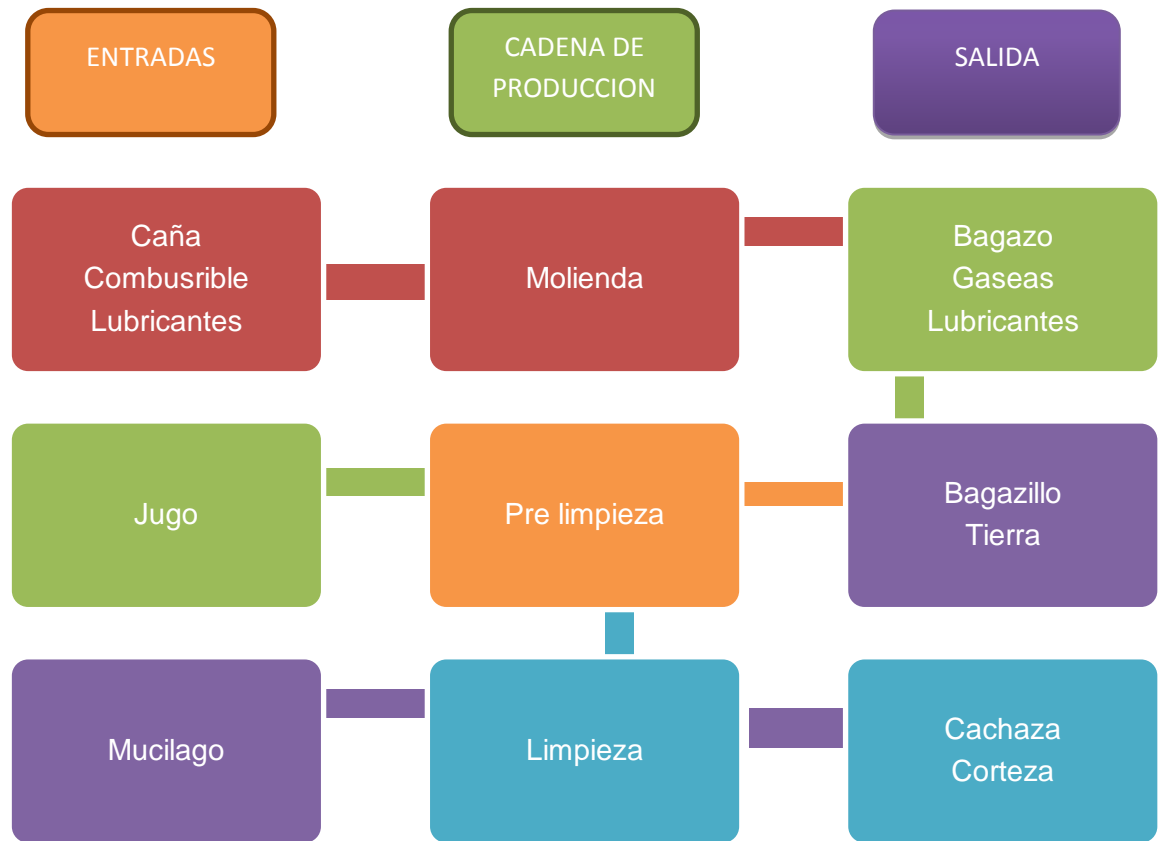 ENTRADAS
CADENA DE
PRODUCCION
SALIDA
Caña
Combusrible
Lubricantes
Molienda
Bagazo
Gaseas
Lubricantes
Jugo
Pre limpieza
Bagazillo
Tierra
Mucilago
Limpieza
Cachaza
Corteza